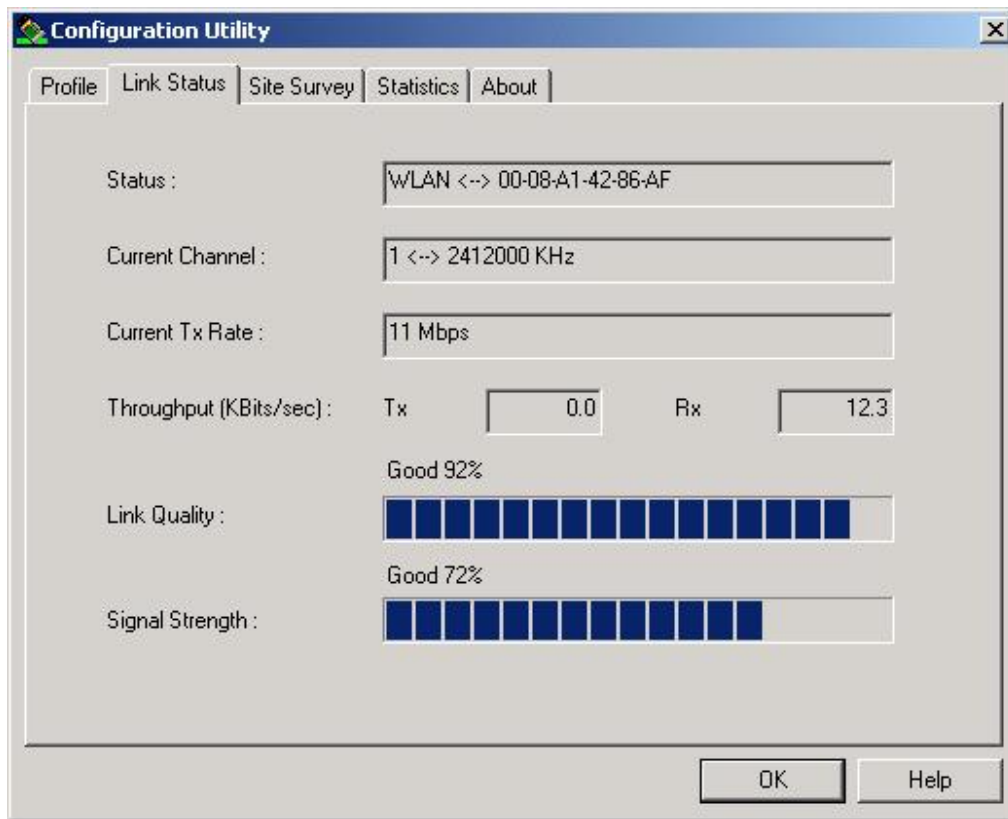 Configuration Utility
Profile Link Status Site Survey Statistics About
Status : WLAN <--> 00-08-A1-42-86-AF
Current Channel : 1 <--> 2412000 KHz
Current Tx Rate : 11 Mbps
Throughput (KBits/sec) : Tx 0.0 Rx 12.3
Good 92%
Link Quality :
Good 72%
Signal Strength :
OK Help